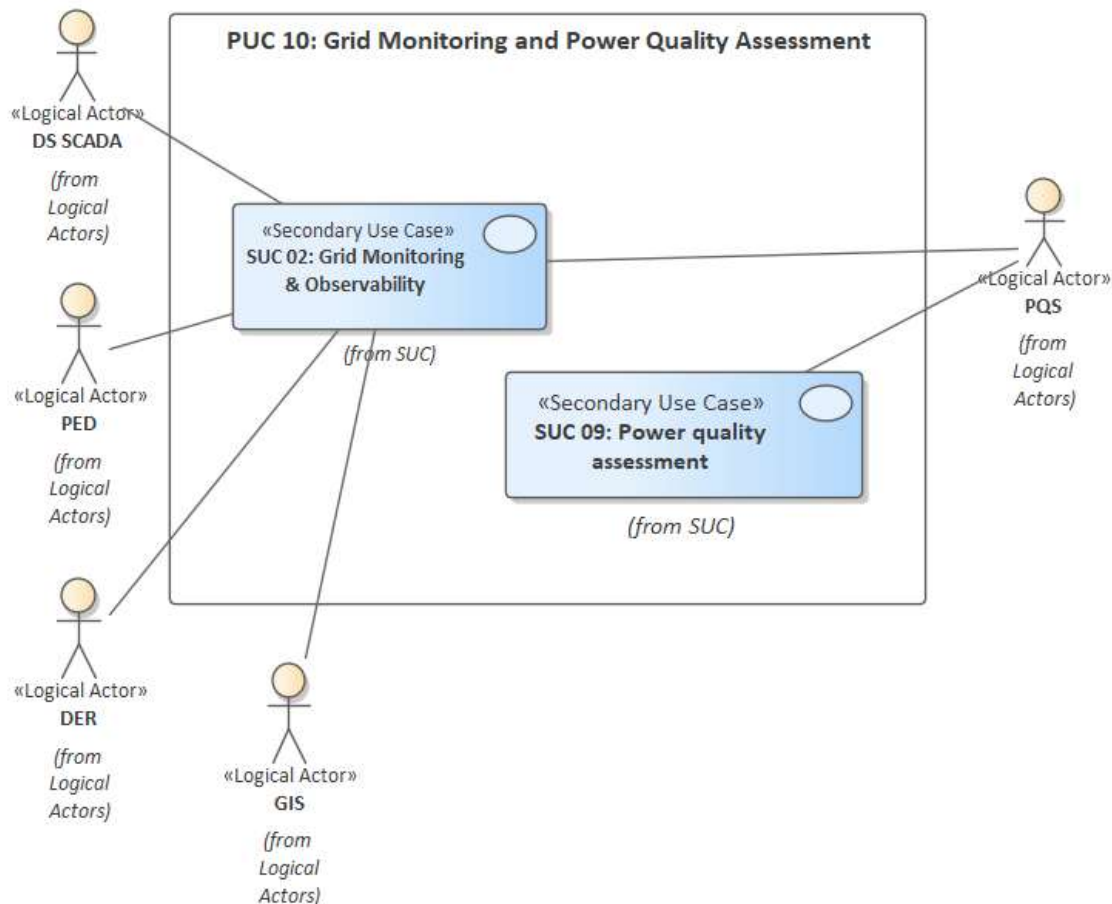 PUC 10: Grid Monitoring and Power Quality Assessment
«Logical Actor»
DS SCADA
(from
Logical
Actors)
«Secondary Use Case»
SUC 02: Grid Monitoring
& Observability
(from SUC)
«Logical Actor»
PQS
(from
Logical
Actors)
«Logical Actor»
PED
(from
Logical
Actors)
«Secondary Use Case»
SUC 09: Power quality
assessment
(from SUC)
«Logical Actor»
DER
(from
Logical
Actors)
«Logical Actor»
GIS
(from
Logical
Actors)